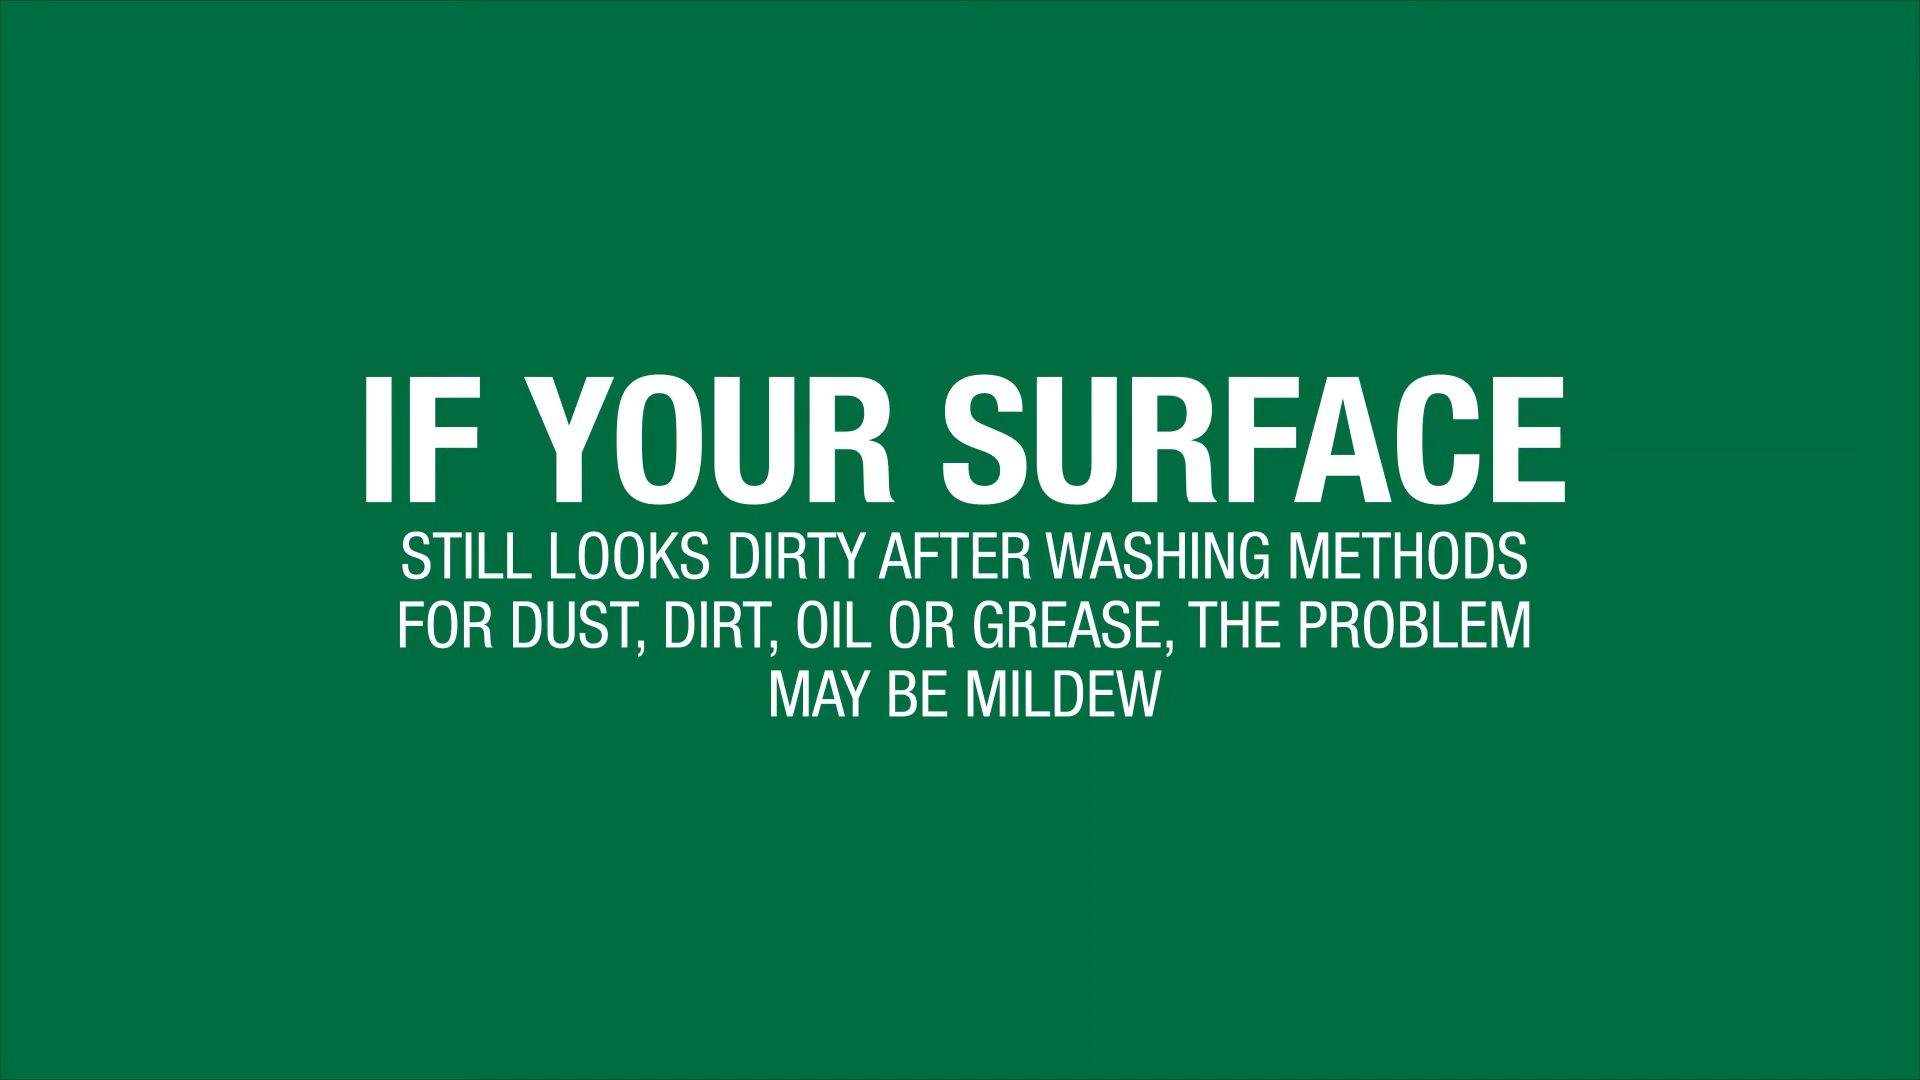 IF YOUR SURFACE
STILL LOOKS DIRTY AFTER WASHING METHODS
FOR DUST, DIRT, OIL OR GREASE, THE PROBLEM
MAY BE MILDEW